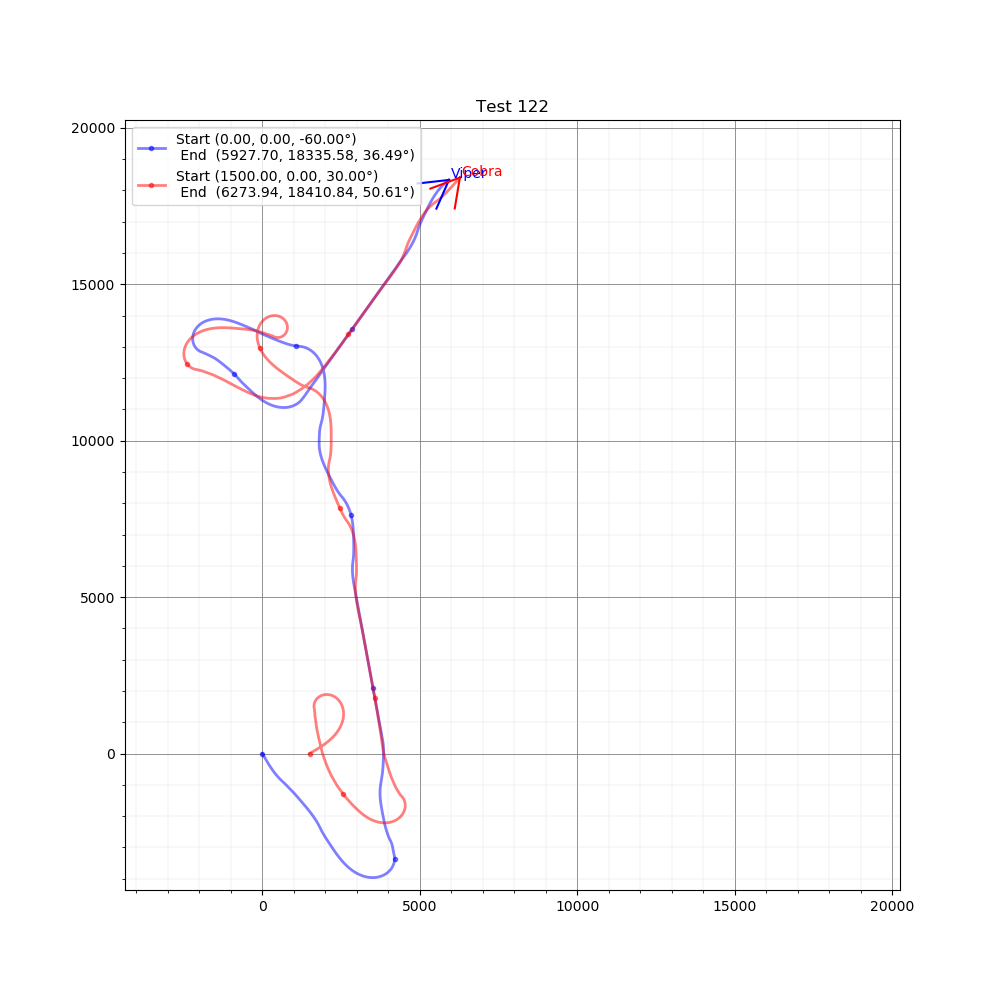 Test 122
Start (0.00, 0.00, -60.00°)
End (5927.70, 18335.58, 36.49°)
Start (1500.00, 0.00, 30.00°)
End (6273.94, 18410.84, 50.61°)
Viper
Cobra
20000
15000
10000
5000
0
0
5000
10000
15000
20000